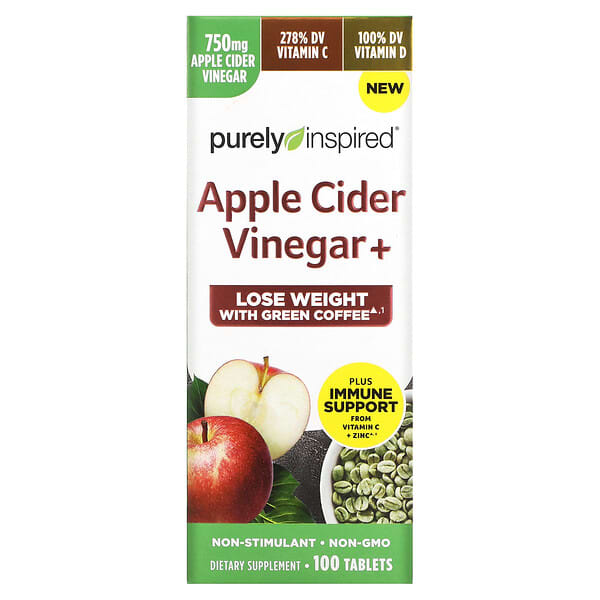 750mg
APPLE CIDER
VINEGAR
278% DV
VITAMIN C
100% DV
VITAMIN D
NEW
purely inspired®
Apple Cider
Vinegar+
LOSE WEIGHT
WITH GREEN COFFEE▲,1
PLUS
IMMUNE
SUPPORT
FROM
VITAMIN C
+ ZINC
NON-STIMULANT • NON-GMO
DIETARY SUPPLEMENT • 100 TABLETS